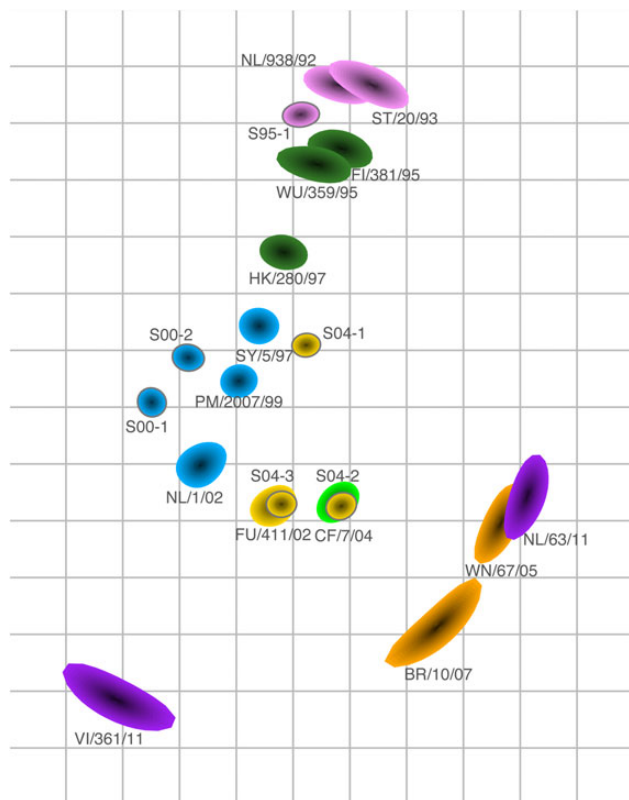 NL/938/92
ST/20/93
S95-1
FI/381/95
WU/359/95
HK/280/97
S00-2
S04-1
SY/5/97
PM/2007/99
S00-1
S04-3
S04-2
NL/1/02
FU/411/02
CF/7/04
NL/63/11
WN/67/05
BR/10/07
VI/361/11